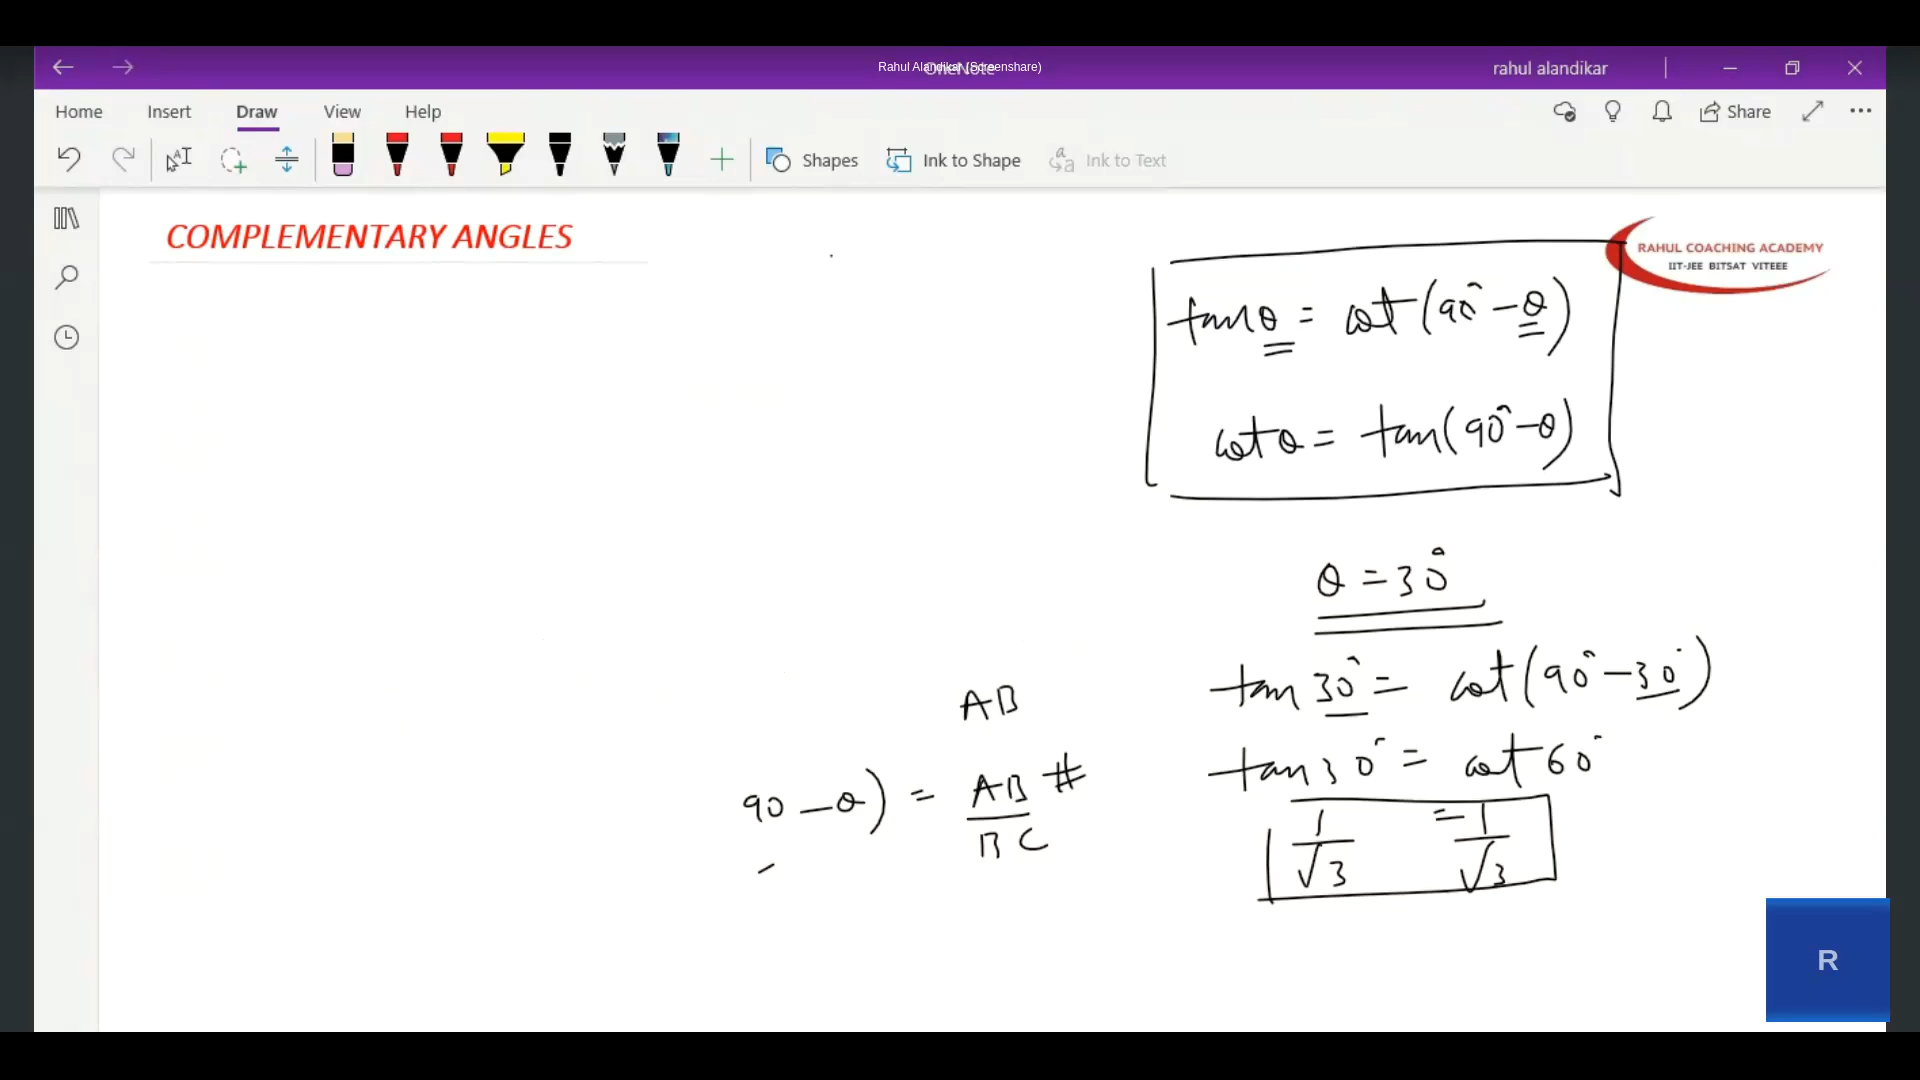 Rahul Alandikar (Screenshare)
OneNote
rahul alandikar
Home Insert Draw View Help
Share
Shapes Ink to Shape Ink to Text
COMPLEMENTARY ANGLES
RAHUL COACHING ACADEMY
IIT-JEE BITSAT VITEEE
tanθ = cot(90° - θ)
cotθ = tan(90° - θ)
θ = 30°
tan 30° = cot(90° - 30°)
tan 30° = cot 60°
1/√3 = 1/√3
AB
90 - θ) = AB/BC #
R